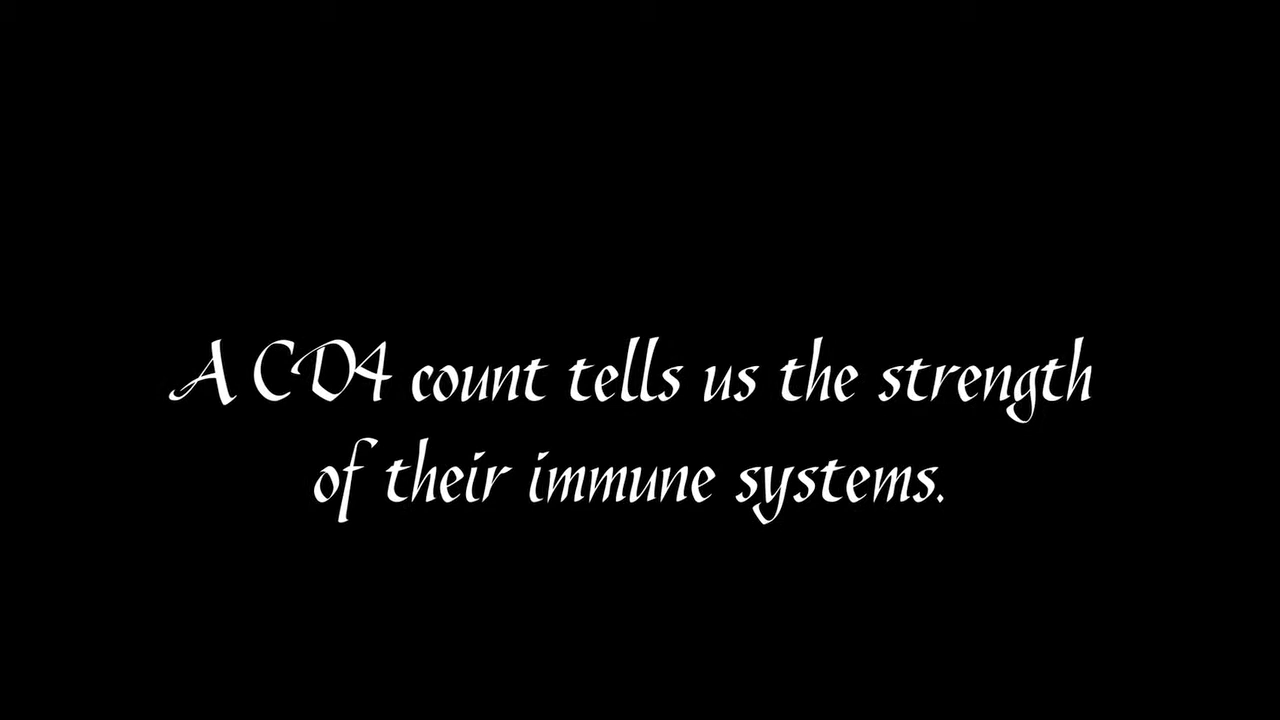 A CD4 count tells us the strength
of their immune systems.